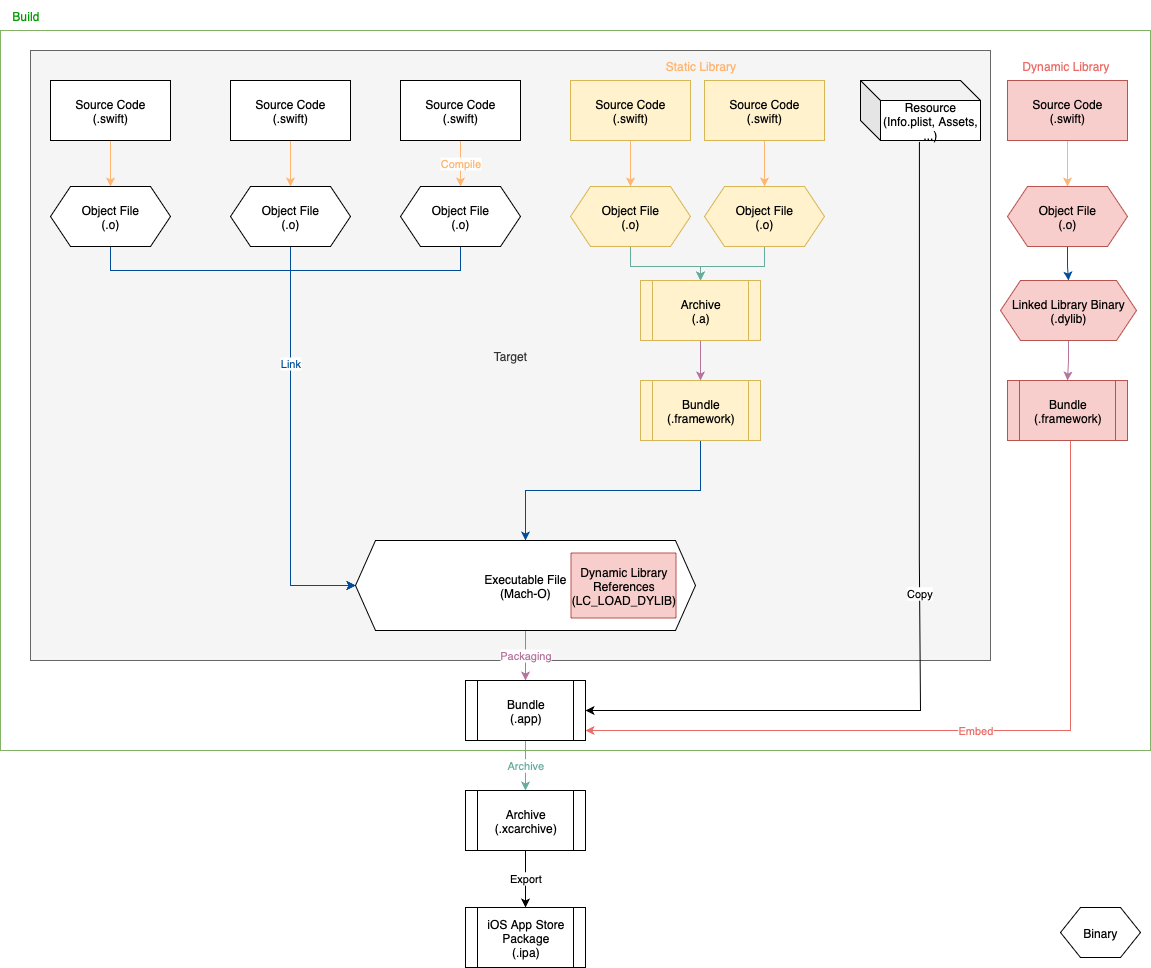 Build
Static Library
Dynamic Library
Source Code
(.swift)
Source Code
(.swift)
Source Code
(.swift)
Source Code
(.swift)
Source Code
(.swift)
Resource
(Info.plist, Assets,
...)
Source Code
(.swift)
Compile
Object File
(.o)
Object File
(.o)
Object File
(.o)
Object File
(.o)
Object File
(.o)
Object File
(.o)
Archive
(.a)
Linked Library Binary
(.dylib)
Target
Link
Bundle
(.framework)
Bundle
(.framework)
Executable File
(Mach-O)
Dynamic Library
References
(LC_LOAD_DYLIB)
Copy
Packaging
Bundle
(.app)
Embed
Archive
Archive
(.xcarchive)
Export
iOS App Store
Package
(.ipa)
Binary